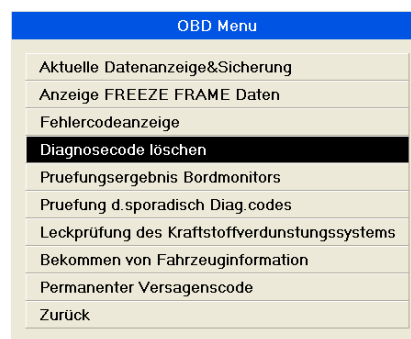 OBD Menu
Aktuelle Datenanzeige&Sicherung
Anzeige FREEZE FRAME Daten
Fehlercodeanzeige
Diagnosecode löschen
Pruefungsergebnis Bordmonitors
Pruefung d.sporadisch Diag.codes
Leckprüfung des Kraftstoffverdunstungssystems
Bekommen von Fahrzeuginformation
Permanenter Versagenscode
Zurück